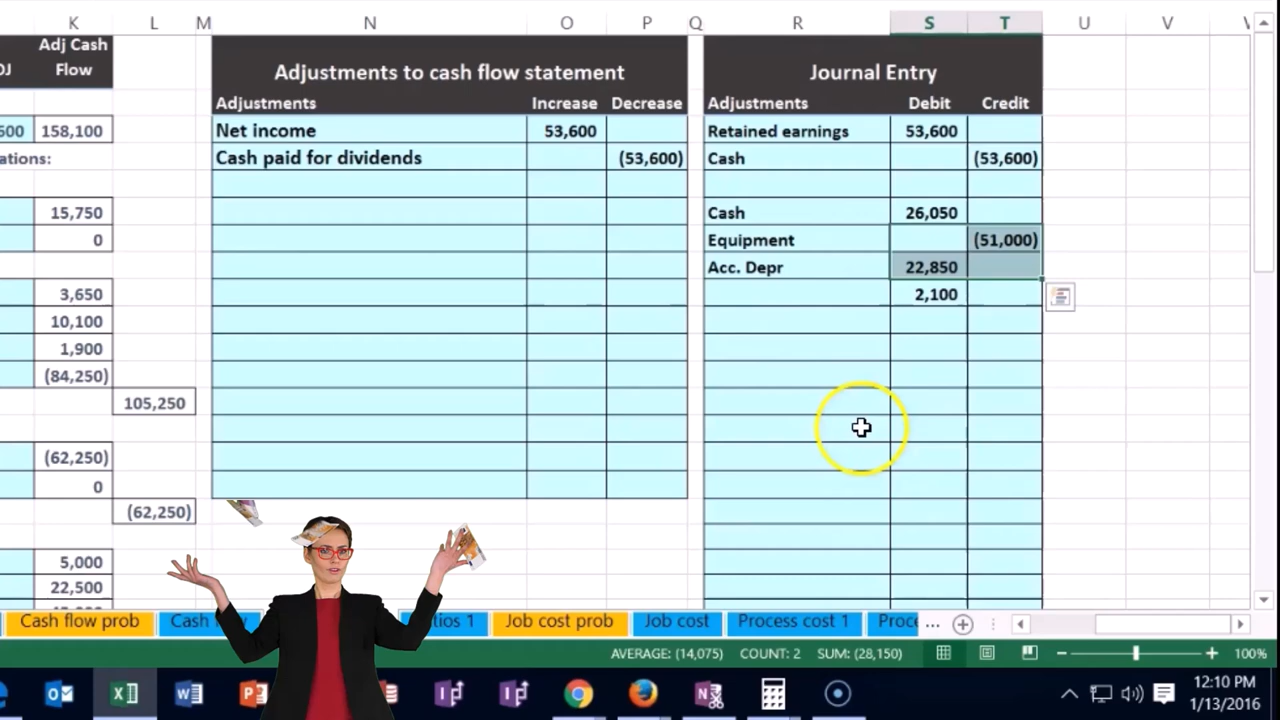 K L M N O P Q R S T U V
Adj Cash
Flow
Adjustments to cash flow statement
Journal Entry
Adjustments Increase Decrease Adjustments Debit Credit
158,100 Net income 53,600 Retained earnings 53,600
Cash paid for dividends (53,600) Cash (53,600)
15,750 Cash 26,050
0 Equipment (51,000)
Acc. Depr 22,850
3,650 2,100
10,100
1,900
(84,250)
105,250
(62,250)
0
(62,250)
5,000
22,500
Cash flow prob Job cost prob Job cost Process cost 1 ...
AVERAGE: (14,075) COUNT: 2 SUM: (28,150) 100%
12:10 PM
1/13/2016